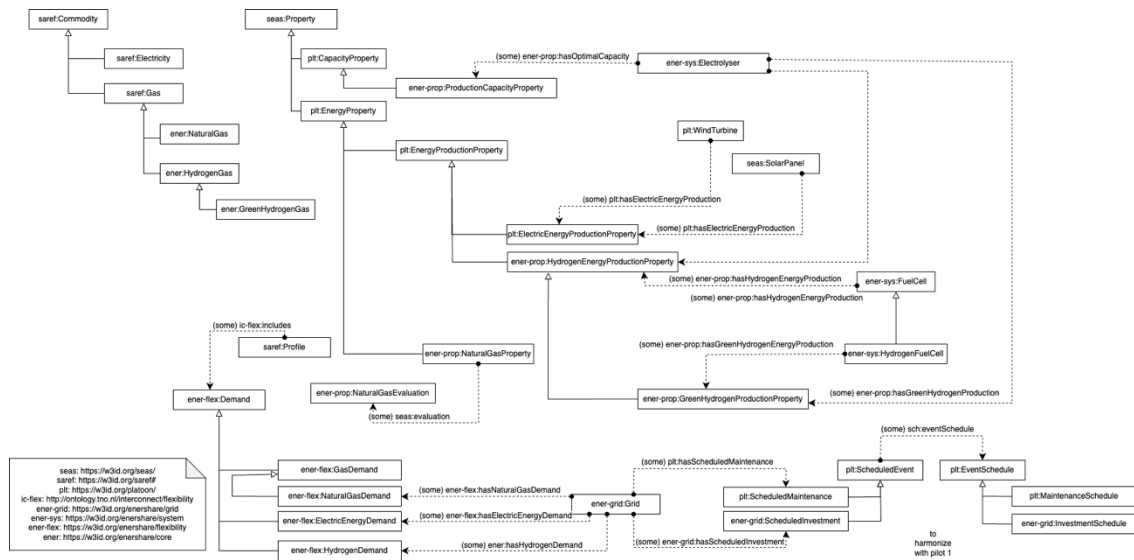 saref:Commodity
seas:Property
saref:Electricity
plt:CapacityProperty
(some) ener-prop:hasOptimalCapacity
ener-sys:Electrolyser
saref:Gas
ener-prop:ProductionCapacityProperty
plt:EnergyProperty
ener:NaturalGas
plt:WindTurbine
plt:EnergyProductionProperty
seas:SolarPanel
ener:HydrogenGas
ener:GreenHydrogenGas
(some) plt:hasElectricEnergyProduction
(some) plt:hasElectricEnergyProduction
plt:ElectricEnergyProductionProperty
ener-prop:HydrogenEnergyProductionProperty
(some) ener-prop:hasHydrogenEnergyProduction
ener-sys:FuelCell
(some) ener-prop:hasHydrogenEnergyProduction
(some) ic-flex:includes
saref:Profile
(some) ener-prop:hasGreenHydrogenEnergyProduction
ener-prop:NaturalGasProperty
ener-sys:HydrogenFuelCell
ener-flex:Demand
ener-prop:NaturalGasEvaluation
ener-prop:GreenHydrogenProductionProperty
(some) ener-prop:hasGreenHydrogenProduction
(some) seas:evaluation
(some) sch:eventSchedule
seas: https://w3id.org/seas/
saref: https://w3id.org/saref#
plt: https://w3id.org/platoon/
ic-flex: http://ontology.tno.nl/interconnect/flexibility
ener-grid: https://w3id.org/enershare/grid
ener-sys: https://w3id.org/enershare/system
ener-flex: https://w3id.org/enershare/flexibility
ener: https://w3id.org/enershare/core
ener-flex:GasDemand
(some) plt:hasScheduledMaintenance
plt:ScheduledEvent
plt:EventSchedule
ener-flex:NaturalGasDemand
(some) ener-flex:hasNaturalGasDemand
ener-grid:Grid
plt:ScheduledMaintenance
plt:MaintenanceSchedule
ener-flex:ElectricEnergyDemand
(some) ener-flex:hasElectricEnergyDemand
ener-grid:ScheduledInvestment
ener-grid:InvestmentSchedule
ener-flex:HydrogenDemand
(some) ener:hasHydrogenDemand
(some) ener-grid:hasScheduledInvestment
to
harmonize
with pilot 1